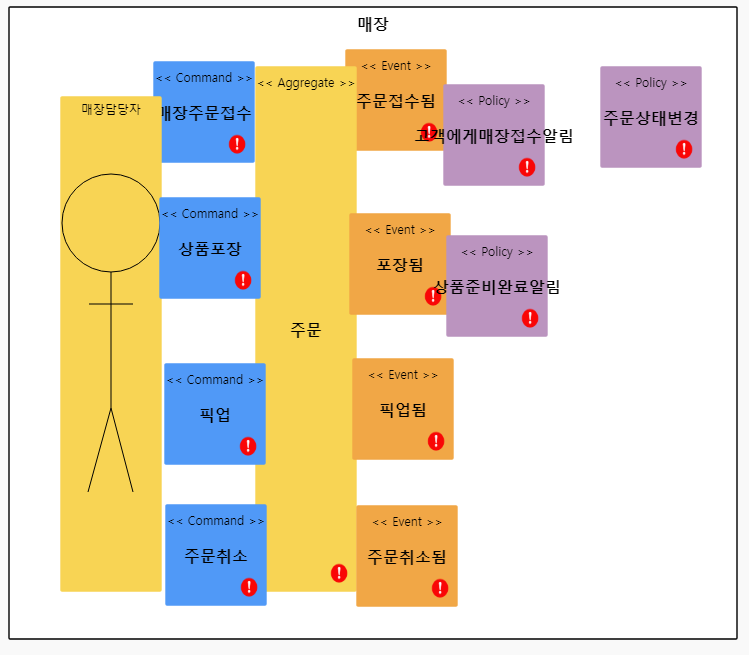 매장
매장담당자
<< Command >>
매장주문접수
<< Aggregate >>
주문
<< Event >>
주문접수됨
<< Policy >>
고객에게매장접수알림
<< Policy >>
주문상태변경
<< Command >>
상품포장
<< Event >>
포장됨
<< Policy >>
상품준비완료알림
<< Command >>
픽업
<< Event >>
픽업됨
<< Command >>
주문취소
<< Event >>
주문취소됨